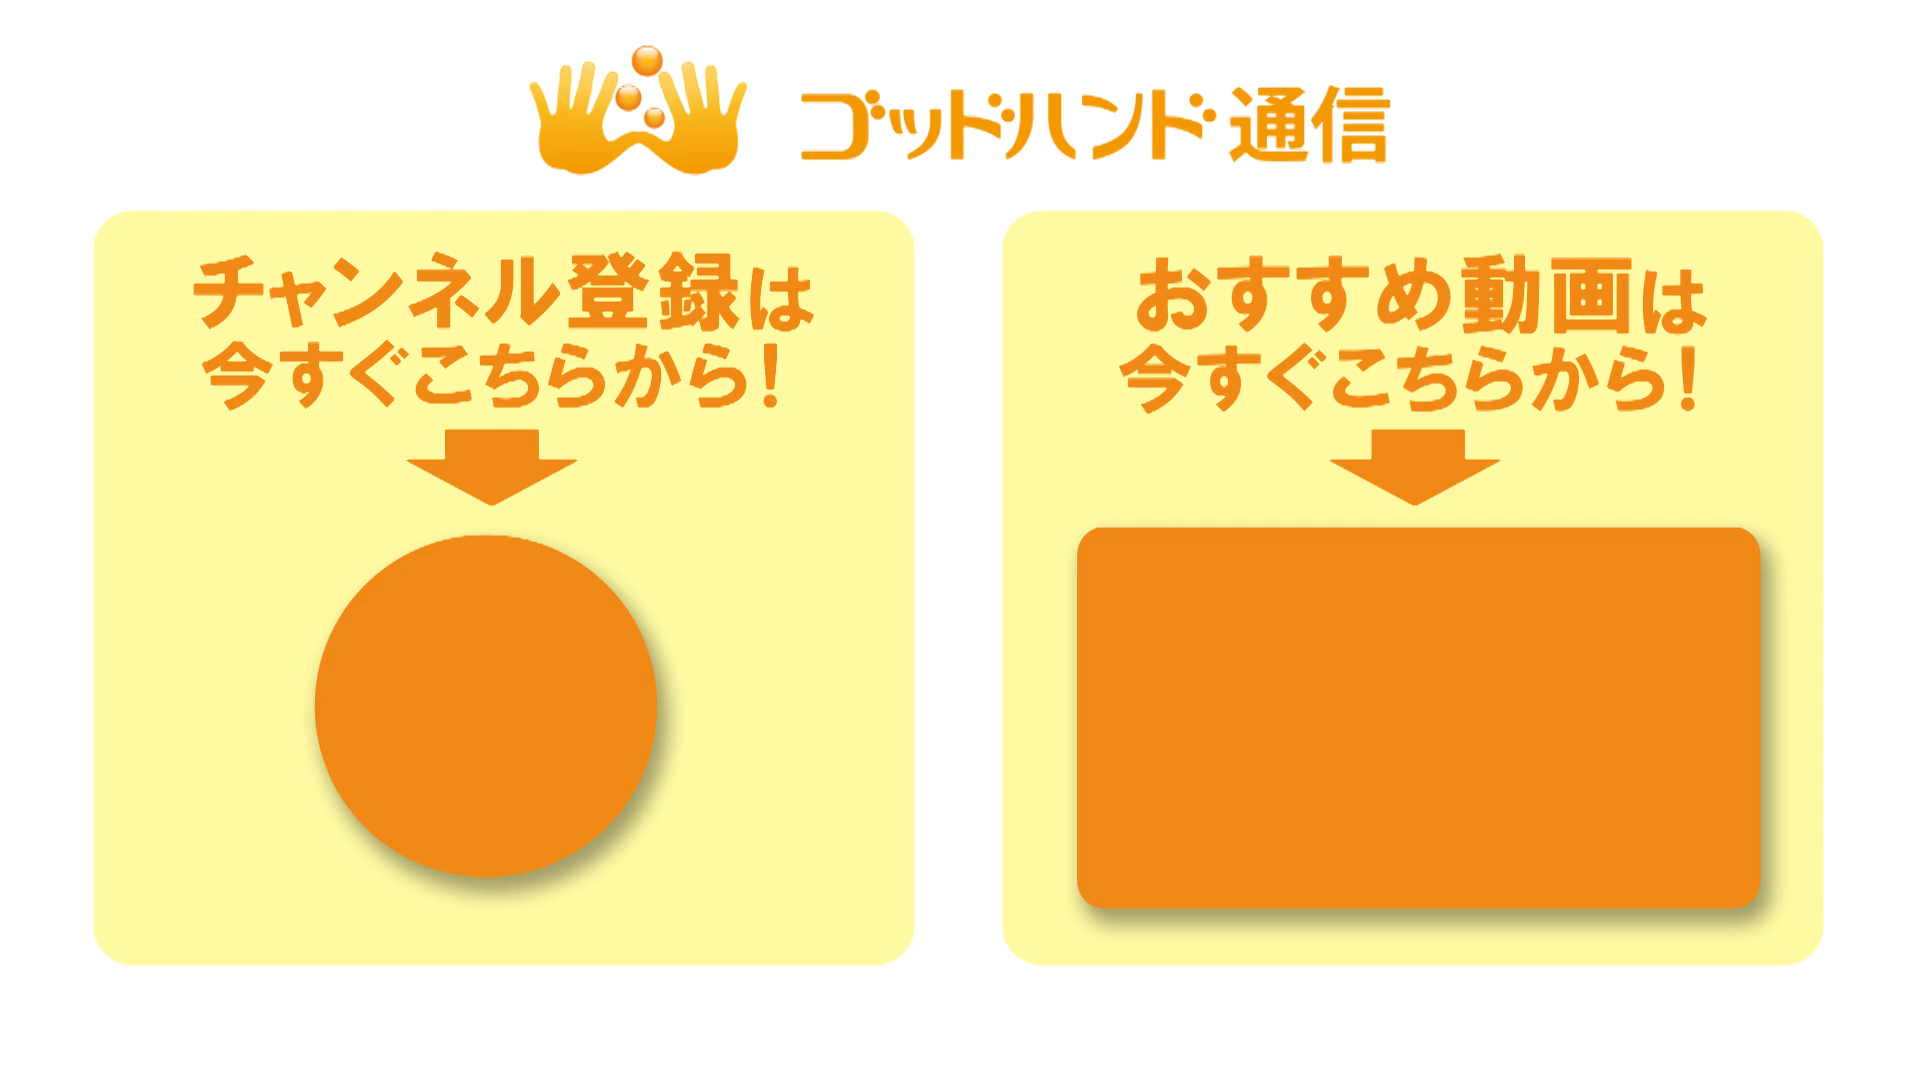 ゴッドハンド通信
チャンネル登録は
今すぐこちらから！
おすすめ動画は
今すぐこちらから！